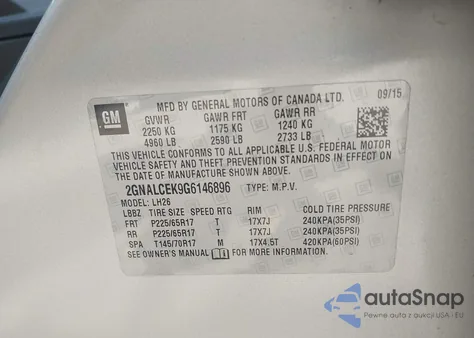 GM
MFD BY GENERAL MOTORS OF CANADA LTD. 09/15
GVWR GAWR FRT GAWR RR
2250 KG 1175 KG 1240 KG
4960 LB 2590 LB 2733 LB
THIS VEHICLE CONFORMS TO ALL APPLICABLE U.S. FEDERAL MOTOR
VEHICLE SAFETY AND THEFT PREVENTION STANDARDS IN EFFECT ON THE
DATE OF MANUFACTURE SHOWN ABOVE.
2GNALCEK9G6146896 TYPE: M.P.V.
MODEL: LH26
LBBZ TIRE SIZE SPEED RTG RIM COLD TIRE PRESSURE
FRT P225/65R17 T 17X7J 240KPA(35PSI)
RR P225/65R17 T 17X7J 240KPA(35PSI)
SPA T145/70R17 M 17X4.5T 420KPA(60PSI)
SEE OWNER'S MANUAL FOR MORE INFORMATION
autoSnap
Pewne auto z aukcji USA - EU